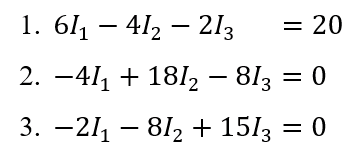 1. 6I₁ − 4I₂ − 2I₃ = 20
2. −4I₁ + 18I₂ − 8I₃ = 0
3. −2I₁ − 8I₂ + 15I₃ = 0